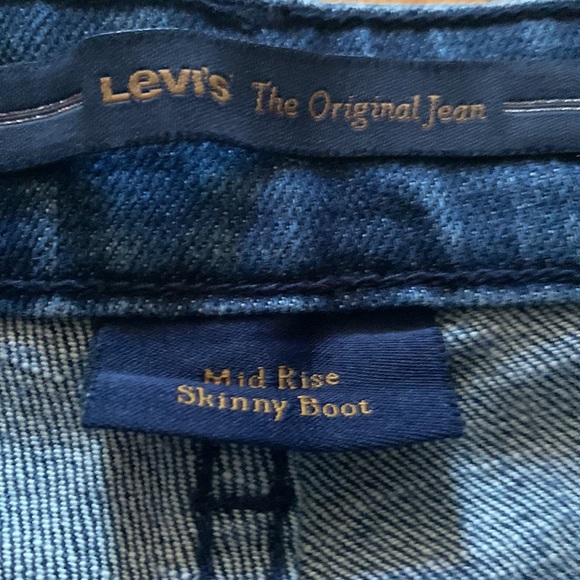 Levi's The Original Jean
Mid Rise
Skinny Boot